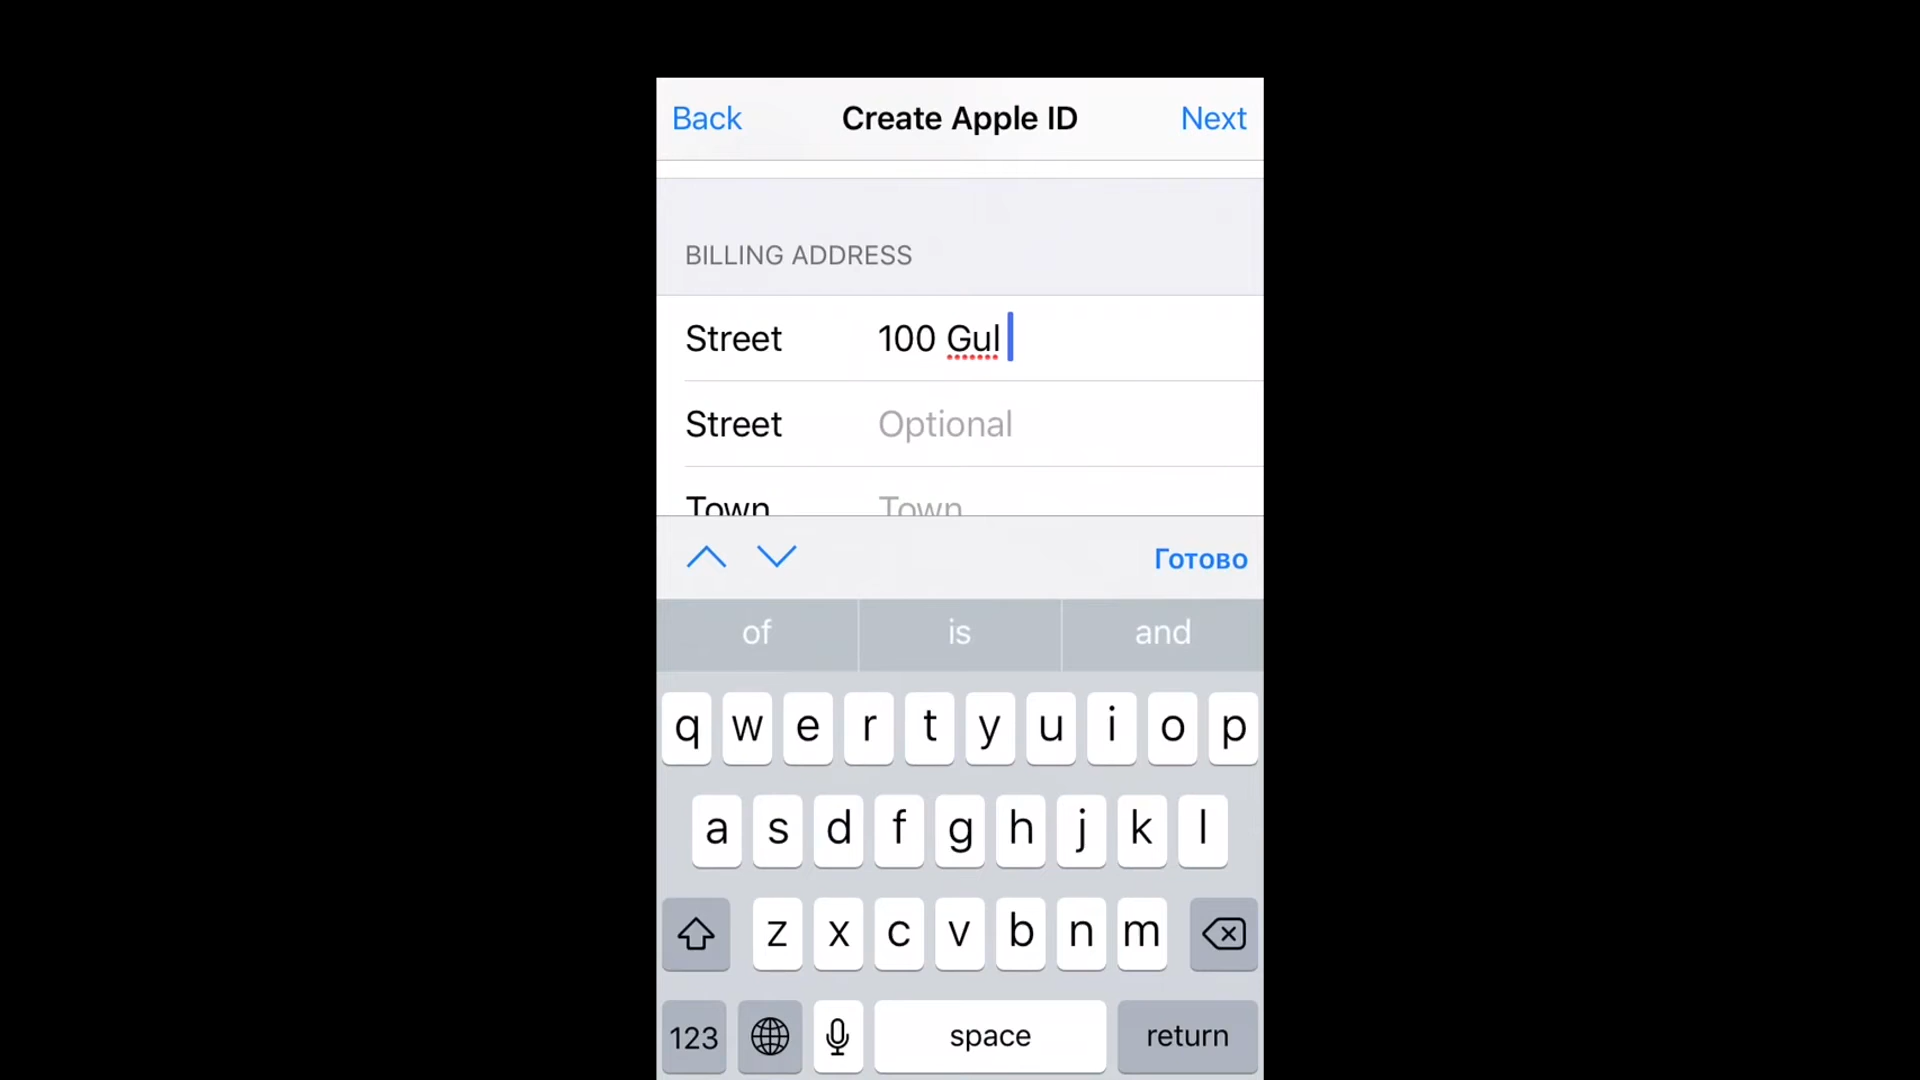 Back Create Apple ID Next
BILLING ADDRESS
Street 100 Gul
Street Optional
Town Town
Готово
of is and
q w e r t y u i o p
a s d f g h j k l
z x c v b n m
123 space return